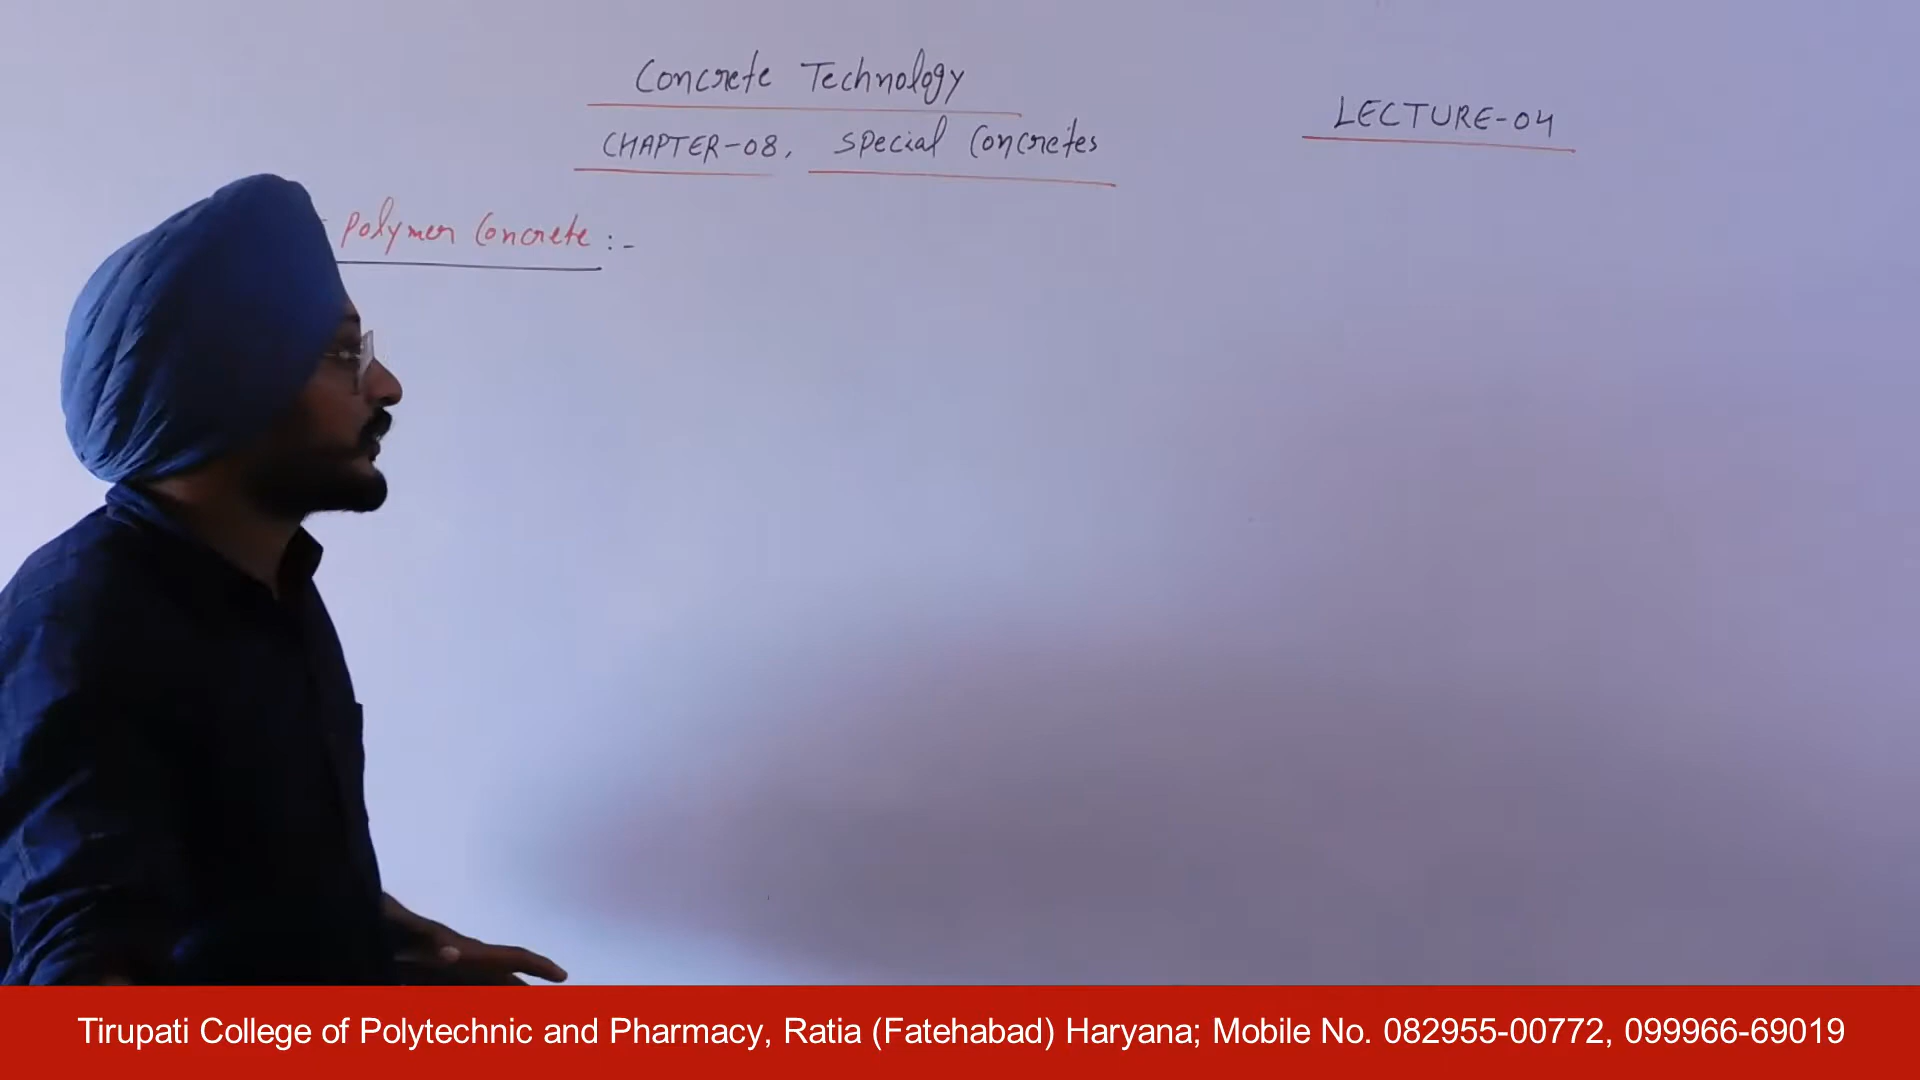 Concrete Technology
LECTURE-04
CHAPTER-08, Special Concretes
Polymer Concrete :-
Tirupati College of Polytechnic and Pharmacy, Ratia (Fatehabad) Haryana; Mobile No. 082955-00772, 099966-69019